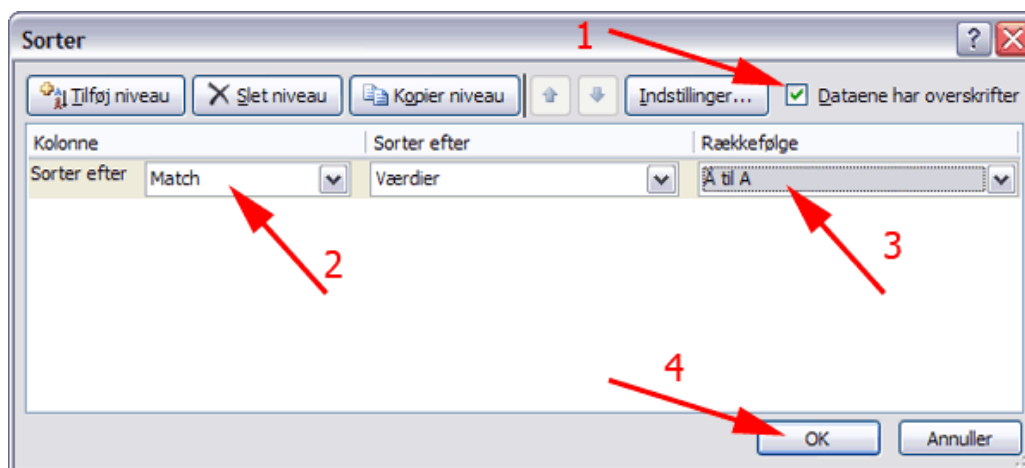 Sorter
1
Tilføj niveau Slet niveau Kopier niveau Indstillinger... Dataene har overskrifter
Kolonne Sorter efter Rækkefølge
Sorter efter Match Værdier Å til A
2
3
4
OK Annuller